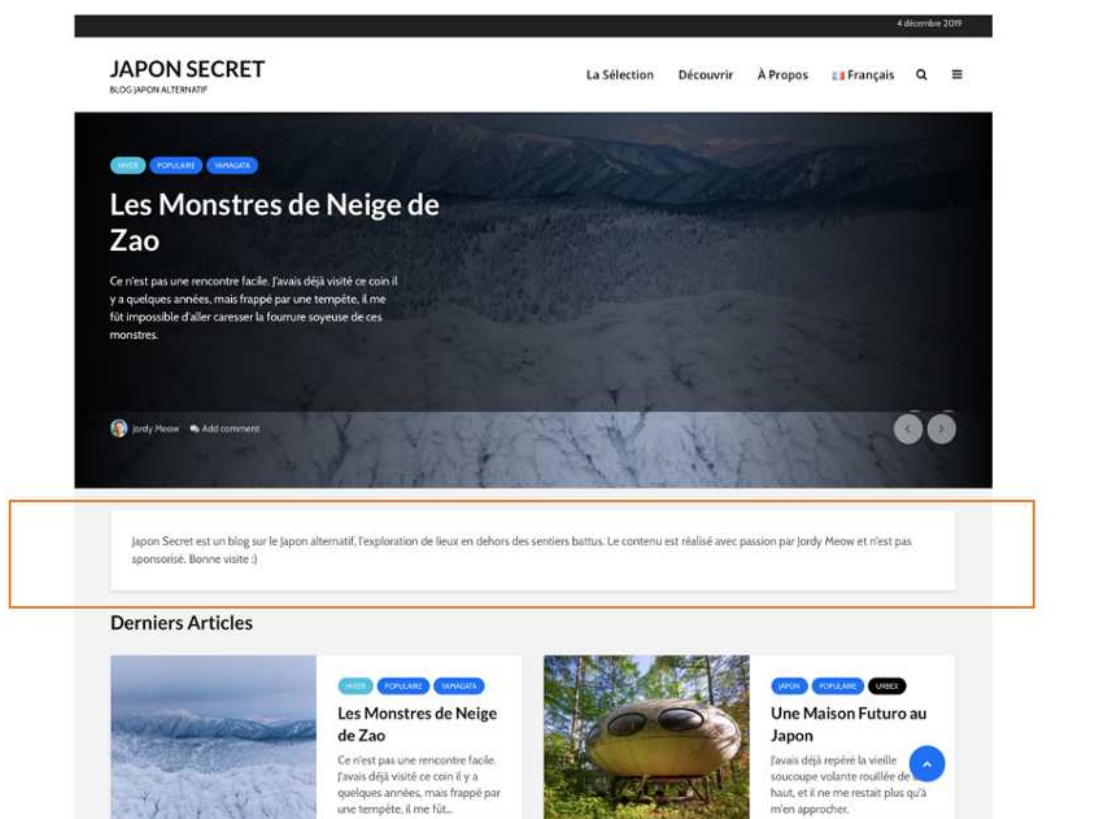 4 décembre 2019
JAPON SECRET
BLOG JAPON ALTERNATIF
La Sélection Découvrir À Propos Français
HIVER POPULAIRE YAMAGATA
Les Monstres de Neige de
Zao
Ce n'est pas une rencontre facile. J'avais déjà visité ce coin il
y a quelques années, mais frappé par une tempête, il me
fût impossible d'aller caresser la fourrure soyeuse de ces
monstres.
Jordy Meow Add comment
Japon Secret est un blog sur le Japon alternatif, l'exploration de lieux en dehors des sentiers battus. Le contenu est réalisé avec passion par Jordy Meow et n'est pas
sponsorisé. Bonne visite :)
Derniers Articles
HIVER POPULAIRE YAMAGATA
Les Monstres de Neige
de Zao
Ce n'est pas une rencontre facile.
J'avais déjà visité ce coin il y a
quelques années, mais frappé par
une tempête, il me fût...
JAPON POPULAIRE URBEX
Une Maison Futuro au
Japon
J'avais déjà repéré la vieille
soucoupe volante rouillée de
haut, et il ne me restait plus qu'à
m'en approcher.